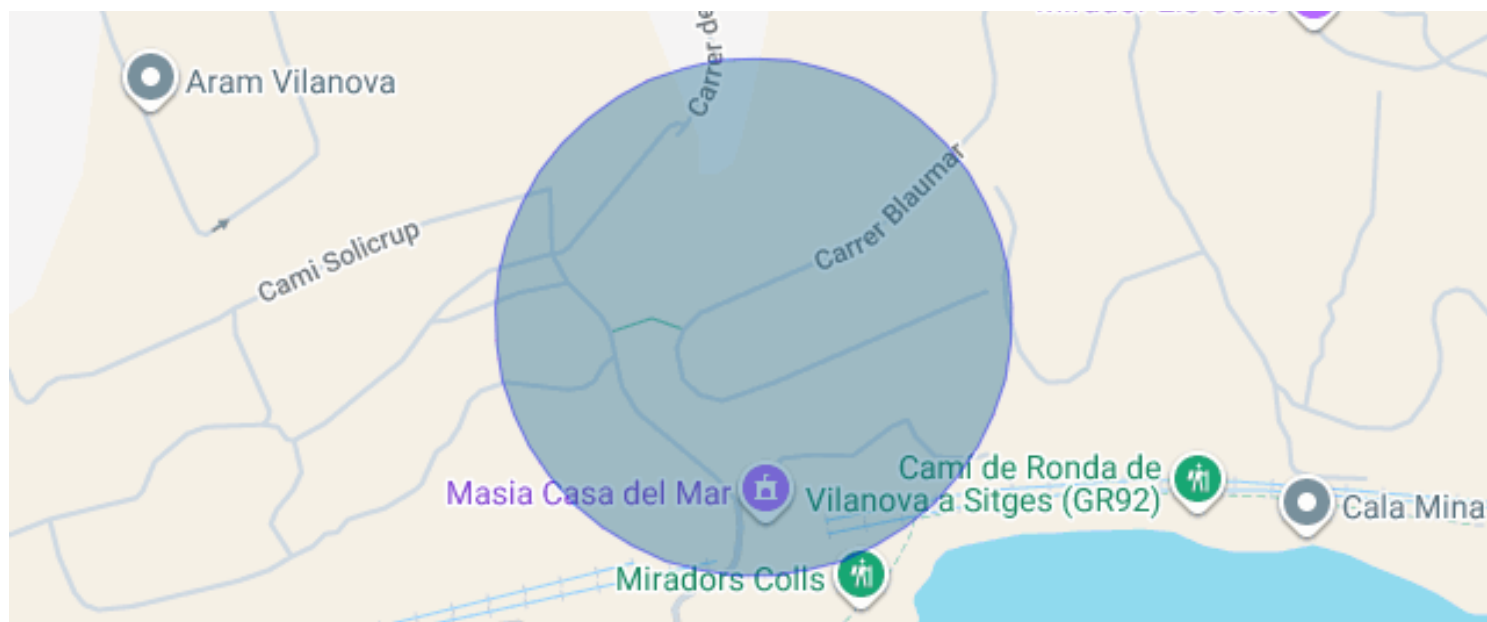 Aram Vilanova
Carrer de
Carrer Blaumar
Cami Solicrup
Masia Casa del Mar
Camí de Ronda de
Vilanova a Sitges (GR92)
Cala Mina
Miradors Colls